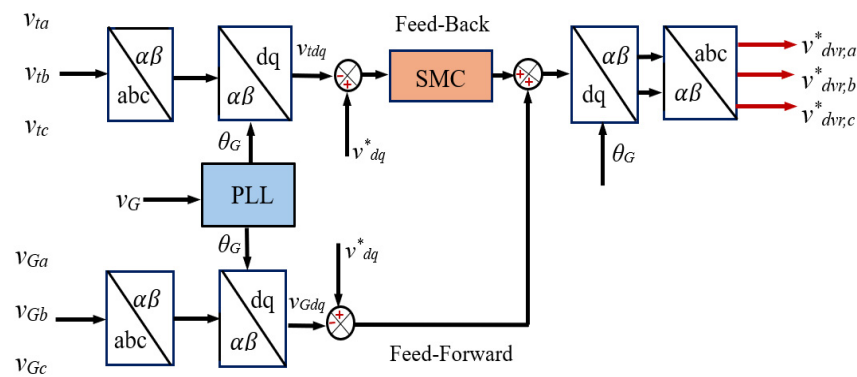 v_ta
v_tb
v_tc
αβ
abc
dq
αβ
v_tdq
- +
v*_dq
Feed-Back
SMC
+ +
αβ
dq
θ_G
abc
αβ
v*_dvr,a
v*_dvr,b
v*_dvr,c
θ_G
v_G
PLL
θ_G
v_Ga
v_Gb
v_Gc
αβ
abc
dq
αβ
v_Gdq
v*_dq
+
-
Feed-Forward